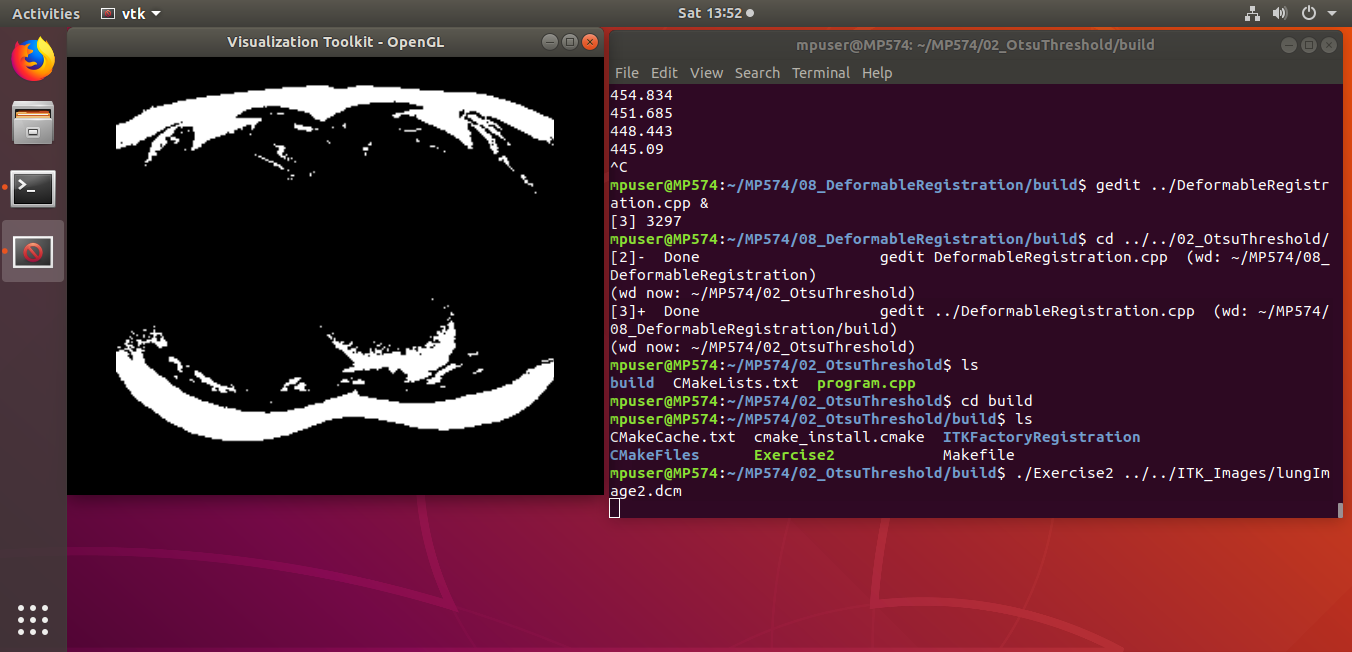 Activities
vtk
Sat 13:52
Visualization Toolkit - OpenGL
mpuser@MP574: ~/MP574/02_OtsuThreshold/build
File Edit View Search Terminal Help
454.834
451.685
448.443
445.09
^C
mpuser@MP574:~/MP574/08_DeformableRegistration/build$ gedit ../DeformableRegistr
ation.cpp &
[3] 3297
mpuser@MP574:~/MP574/08_DeformableRegistration/build$ cd ../../02_OtsuThreshold/
[2]-  Done                    gedit DeformableRegistration.cpp  (wd: ~/MP574/08_
DeformableRegistration)
(wd now: ~/MP574/02_OtsuThreshold)
[3]+  Done                    gedit ../DeformableRegistration.cpp  (wd: ~/MP574/
08_DeformableRegistration/build)
(wd now: ~/MP574/02_OtsuThreshold)
mpuser@MP574:~/MP574/02_OtsuThreshold$ ls
build  CMakeLists.txt  program.cpp
mpuser@MP574:~/MP574/02_OtsuThreshold$ cd build
mpuser@MP574:~/MP574/02_OtsuThreshold/build$ ls
CMakeCache.txt  cmake_install.cmake  ITKFactoryRegistration
CMakeFiles      Exercise2            Makefile
mpuser@MP574:~/MP574/02_OtsuThreshold/build$ ./Exercise2 ../../ITK_Images/lungIm
age2.dcm